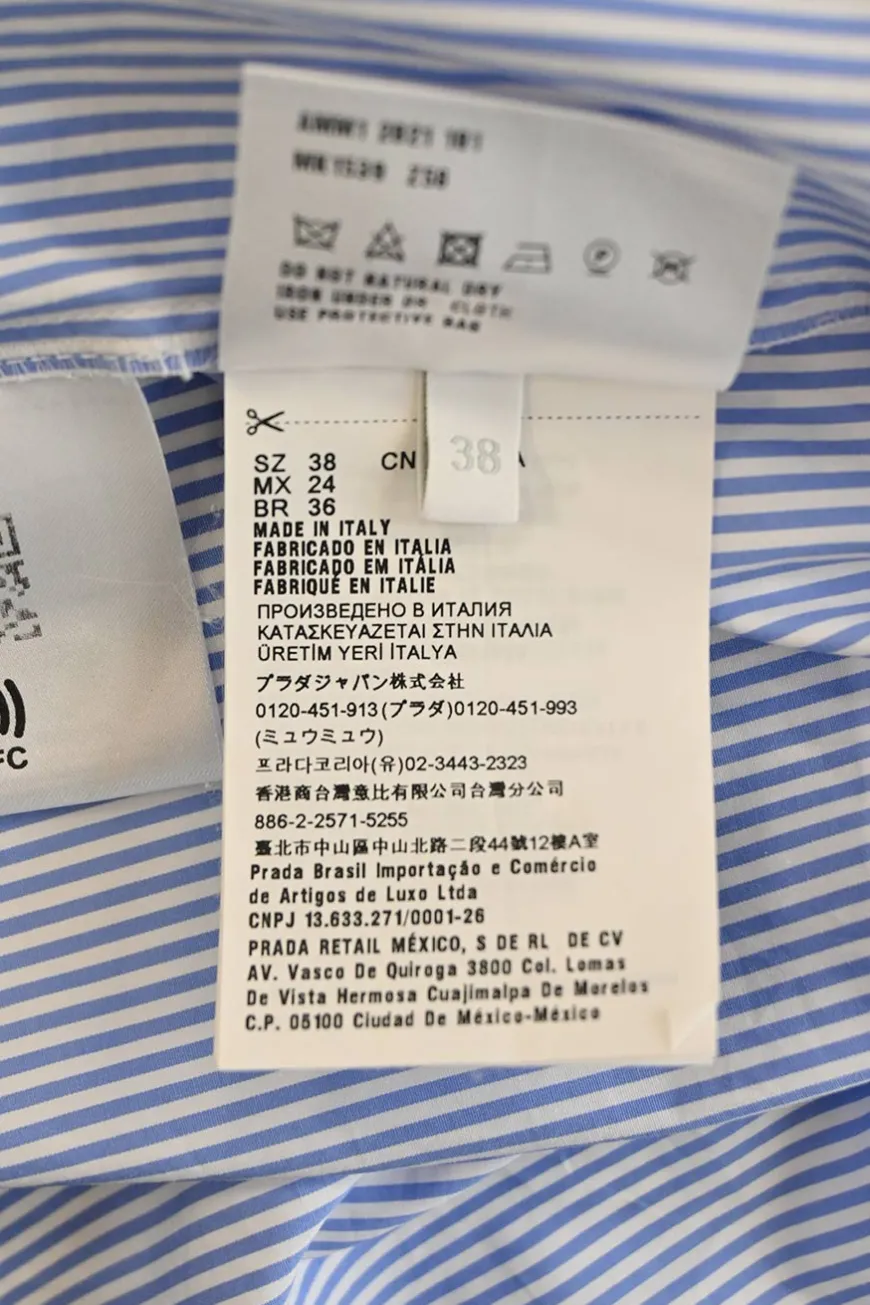 2021 101
DO NOT NATURAL DRY
IRON UNDER CLOTH
USE PROTECTIVE BAG
38
SZ 38 CN A
MX 24
BR 36
MADE IN ITALY
FABRICADO EN ITALIA
FABRICADO EM ITÁLIA
FABRIQUÉ EN ITALIE
ПРОИЗВЕДЕНО В ИТАЛИЯ
ΚΑΤΑΣΚΕΥΑΖΕΤΑΙ ΣΤΗΝ ΙΤΑΛΙΑ
ÜRETİM YERİ İTALYA
プラダジャパン株式会社
0120-451-913(プラダ)0120-451-993
(ミュウミュウ)
프라다코리아(유)02-3443-2323
香港商台灣意比有限公司台灣分公司
886-2-2571-5255
臺北市中山區中山北路二段44號12樓A室
Prada Brasil Importação e Comércio
de Artigos de Luxo Ltda
CNPJ 13.633.271/0001-26
PRADA RETAIL MÉXICO, S DE RL DE CV
AV. Vasco De Quiroga 3800 Col. Lomas
De Vista Hermosa Cuajimalpa De Morelos
C.P. 05100 Ciudad De México-México